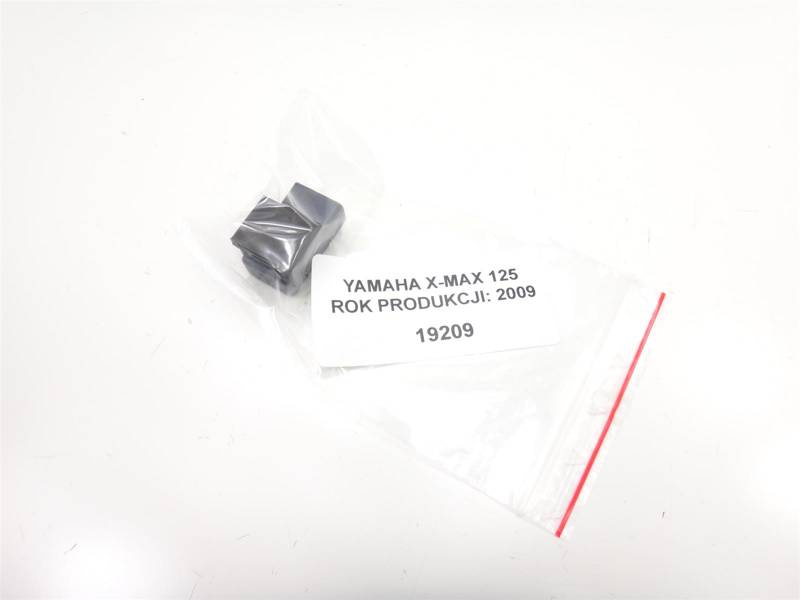 YAMAHA X-MAX 125
ROK PRODUKCJI: 2009
19209